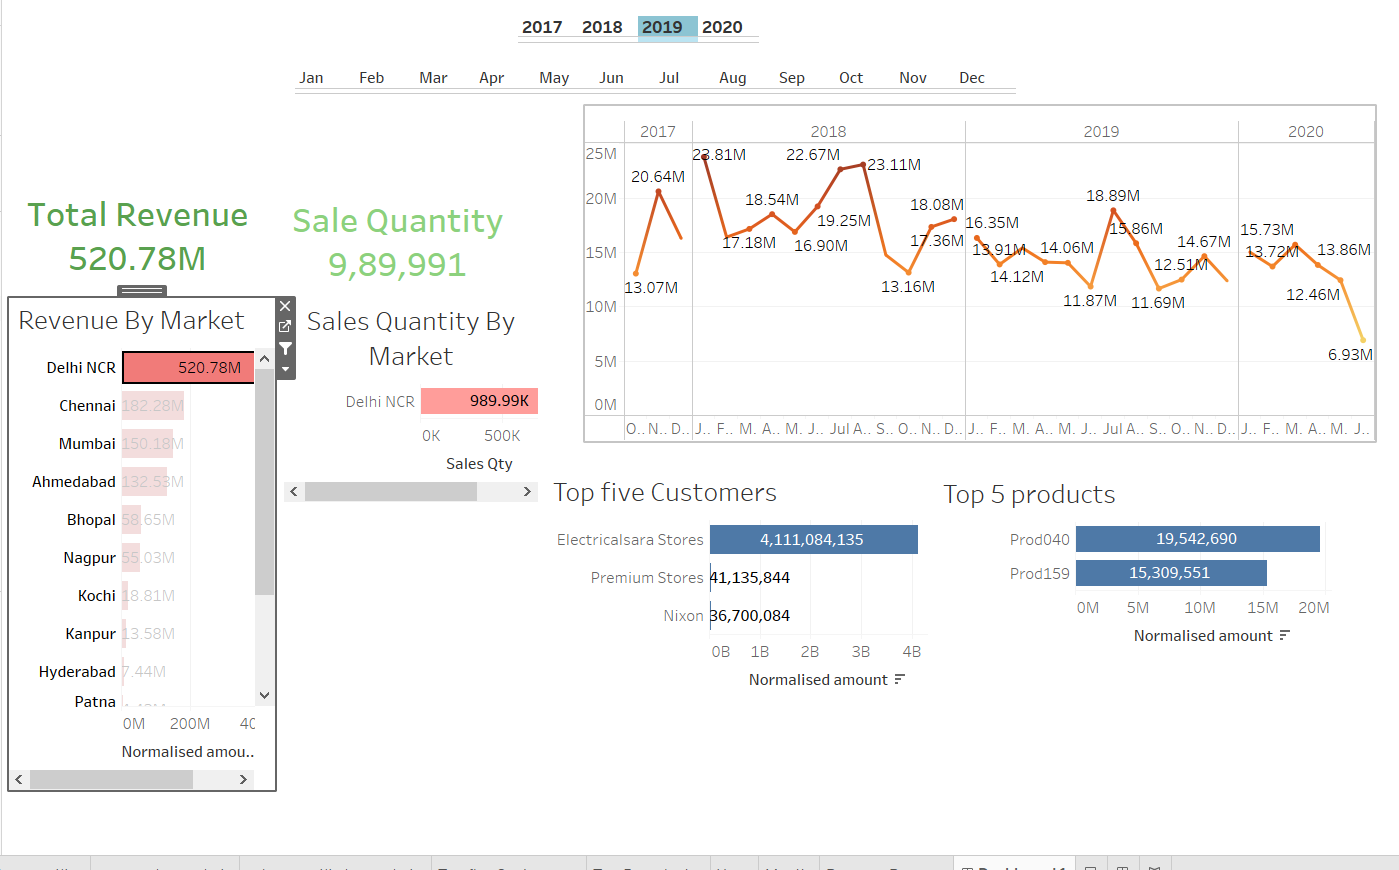 2017 2018 2019 2020
Jan Feb Mar Apr May Jun Jul Aug Sep Oct Nov Dec
Total Revenue
520.78M
Sale Quantity
9,89,991
Revenue By Market
Delhi NCR 520.78M
Chennai 182.28M
Mumbai 150.18M
Ahmedabad 132.53M
Bhopal 58.65M
Nagpur 55.03M
Kochi 18.81M
Kanpur 13.58M
Hyderabad 7.44M
Patna
0M 200M
Normalised amou..
Sales Quantity By
Market
Delhi NCR 989.99K
0K 500K
Sales Qty
2017 2018 2019 2020
25M
20M
15M
10M
5M
0M
13.07M
20.64M
23.81M
17.18M
18.54M
16.90M
19.25M
22.67M
23.11M
13.16M
17.36M
18.08M
16.35M
13.91M
14.12M
14.06M
11.87M
18.89M
15.86M
11.69M
12.51M
14.67M
15.73M
13.72M
12.46M
13.86M
6.93M
O.. N.. D.. J.. F.. M. A.. M. J.. Jul A.. S.. O.. N.. D.. J.. F.. M. A.. M. J.. Jul A.. S.. O.. N.. D.. J.. F.. M. A.. M. J..
Top five Customers
Electricalsara Stores 4,111,084,135
Premium Stores 41,135,844
Nixon 36,700,084
0B 1B 2B 3B 4B
Normalised amount
Top 5 products
Prod040 19,542,690
Prod159 15,309,551
0M 5M 10M 15M 20M
Normalised amount